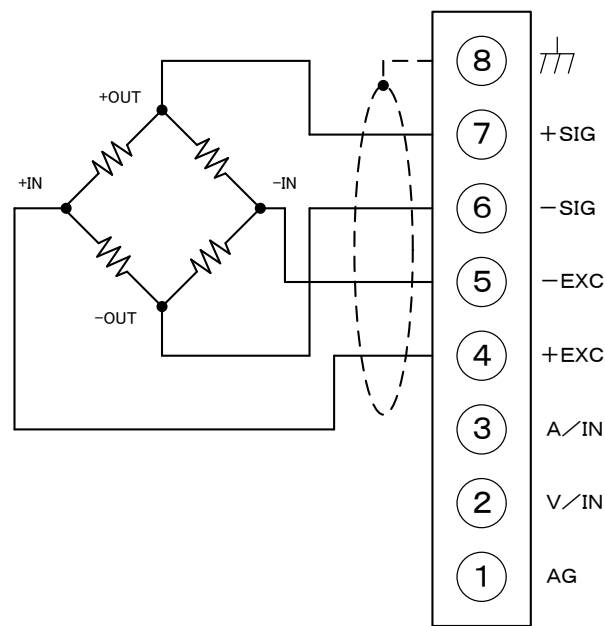 8
+OUT
7 +SIG
+IN
-IN
6 -SIG
5 -EXC
-OUT
4 +EXC
3 A/IN
2 V/IN
1 AG